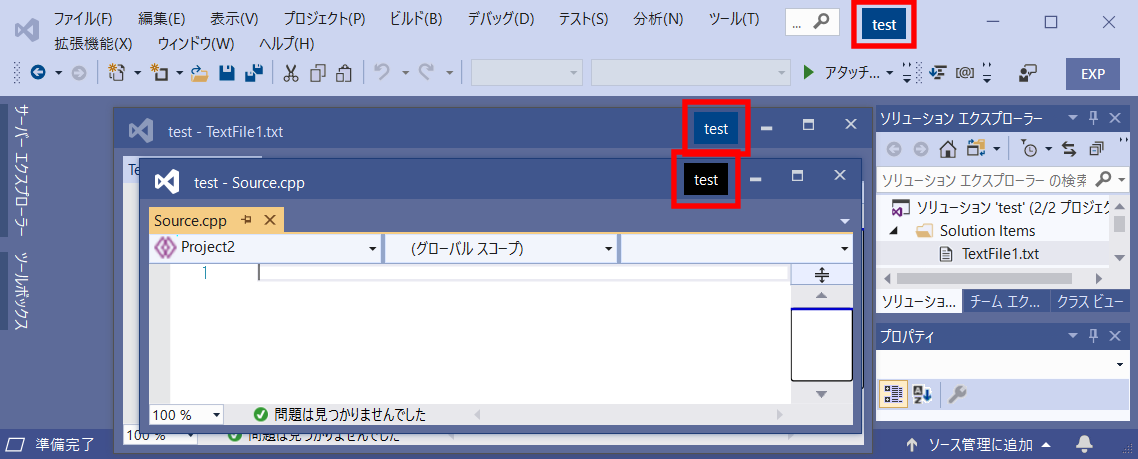 ファイル(F) 編集(E) 表示(V) プロジェクト(P) ビルド(B) デバッグ(D) テスト(S) 分析(N) ツール(T) ... test
拡張機能(X) ウィンドウ(W) ヘルプ(H)
アタッチ... [@] EXP
サーバー エクスプローラー
ツールボックス
test - TextFile1.txt test
Te
test - Source.cpp test
Source.cpp
Project2 (グローバル スコープ)
1
100 % 問題は見つかりませんでした
100 % 問題は見つかりませんでした
ソリューション エクスプローラー
ソリューション エクスプローラー の検索
ソリューション 'test' (2/2 プロジェク
Solution Items
TextFile1.txt
ソリューショ... チーム エク... クラス ビュー
プロパティ
準備完了 ソース管理に追加